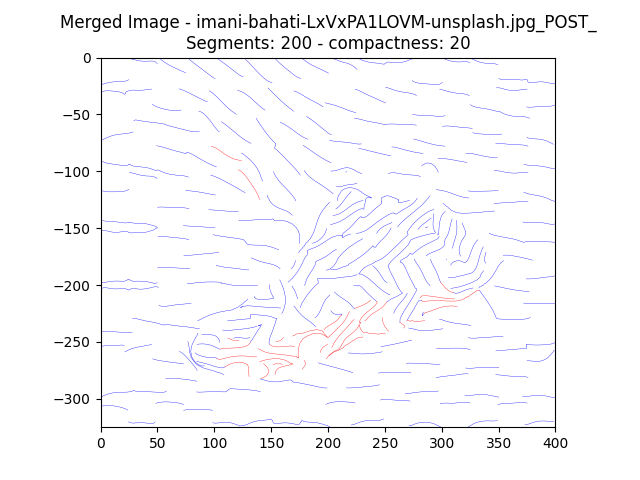 Merged Image - imani-bahati-LxVxPA1LOVM-unsplash.jpg_POST_
Segments: 200 - compactness: 20
0
−50
−100
−150
−200
−250
−300
0 50 100 150 200 250 300 350 400